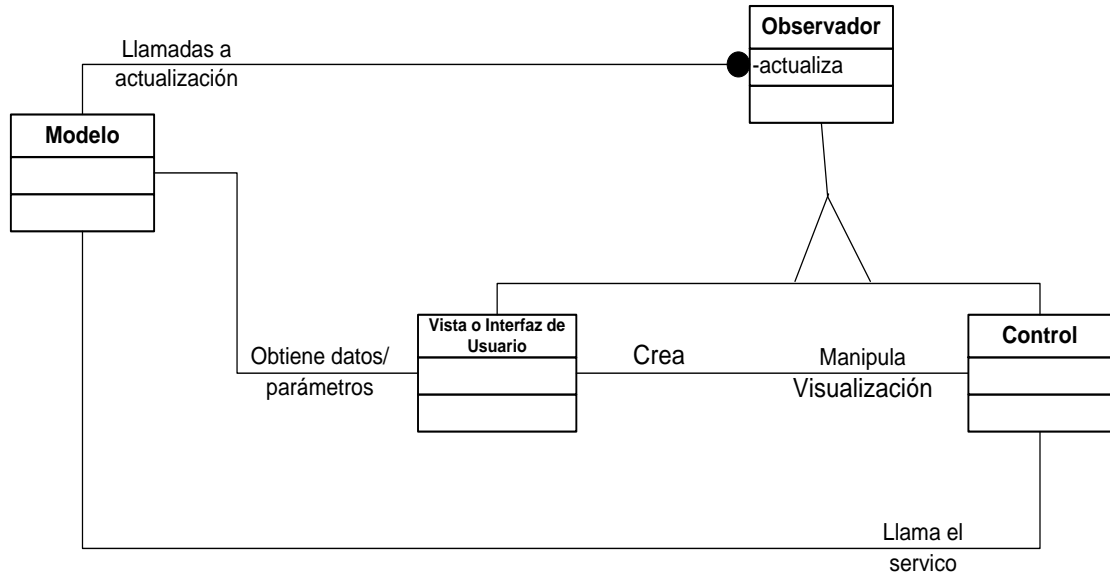 Observador
-actualiza
Llamadas a
actualización
Modelo
Vista o Interfaz de
Usuario
Control
Obtiene datos/
parámetros
Crea
Manipula
Visualización
Llama el
servico